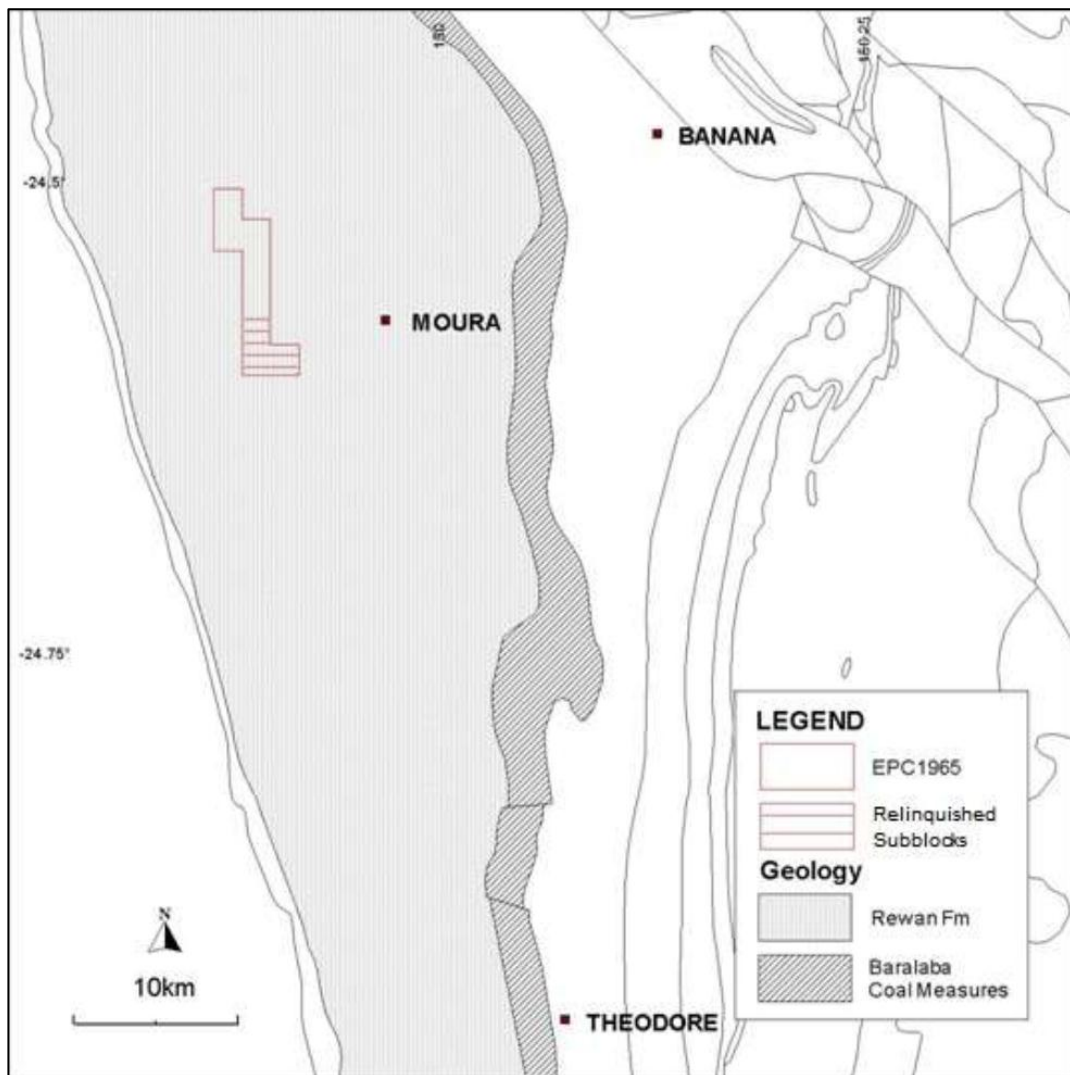 150
150.25
BANANA
-24.5°
MOURA
-24.75°
LEGEND
EPC1965
Relinquished
Subblocks
Geology
Rewan Fm
Baralaba
Coal Measures
N
10km
THEODORE